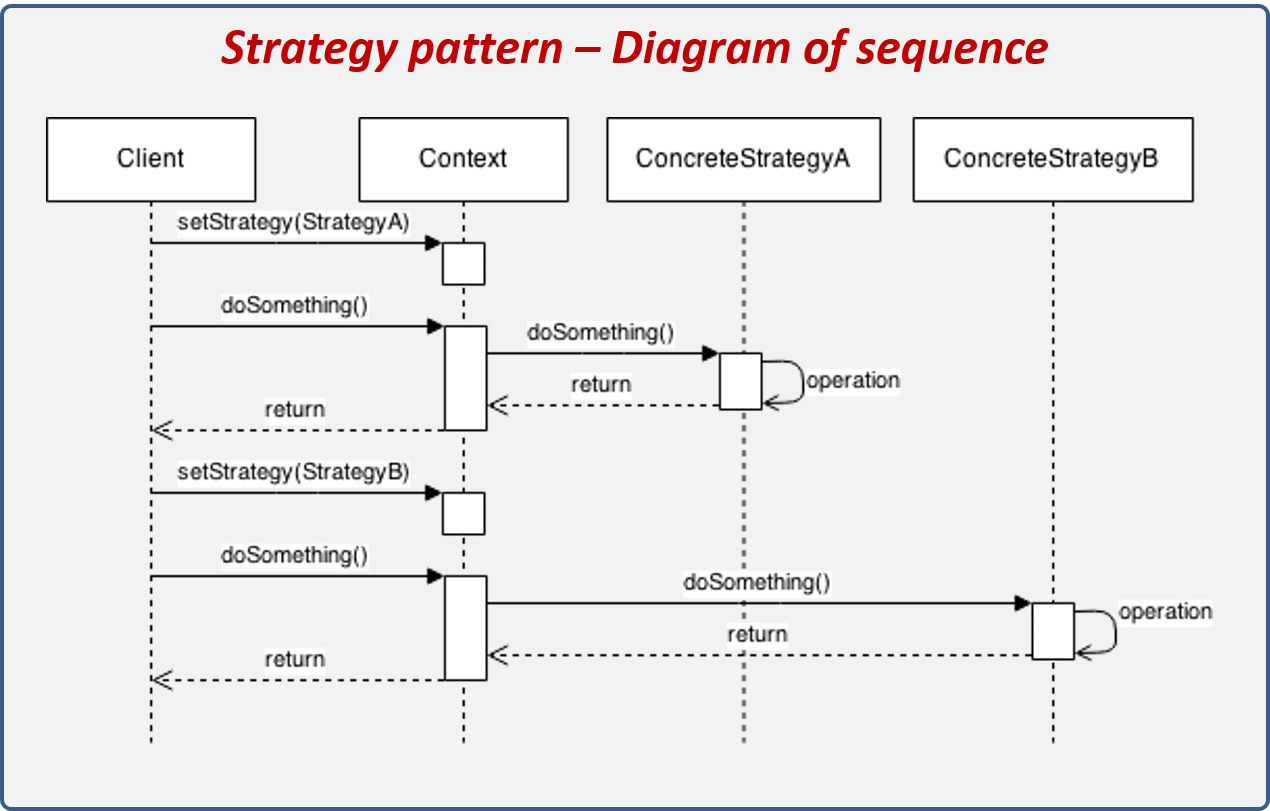 Strategy pattern – Diagram of sequence
Client
Context
ConcreteStrategyA
ConcreteStrategyB
setStrategy(StrategyA)
doSomething()
doSomething()
operation
return
return
setStrategy(StrategyB)
doSomething()
doSomething()
operation
return
return